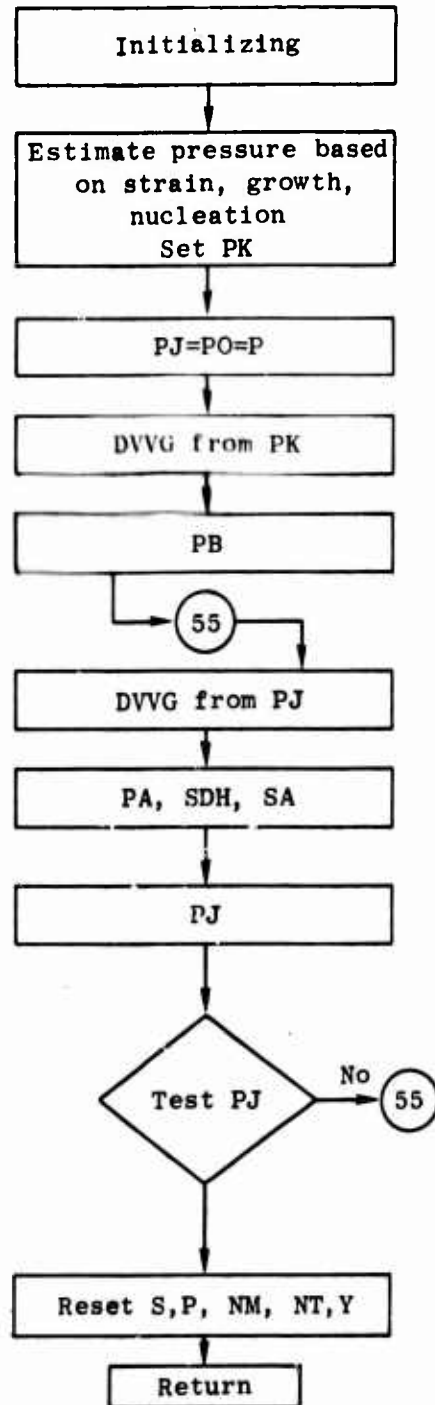 Initializing
Estimate pressure based
on strain, growth,
nucleation
Set PK
PJ=PO=P
DVVG from PK
PB
55
DVVG from PJ
PA, SDH, SA
PJ
Test PJ
No
55
Reset S,P, NM, NT,Y
Return